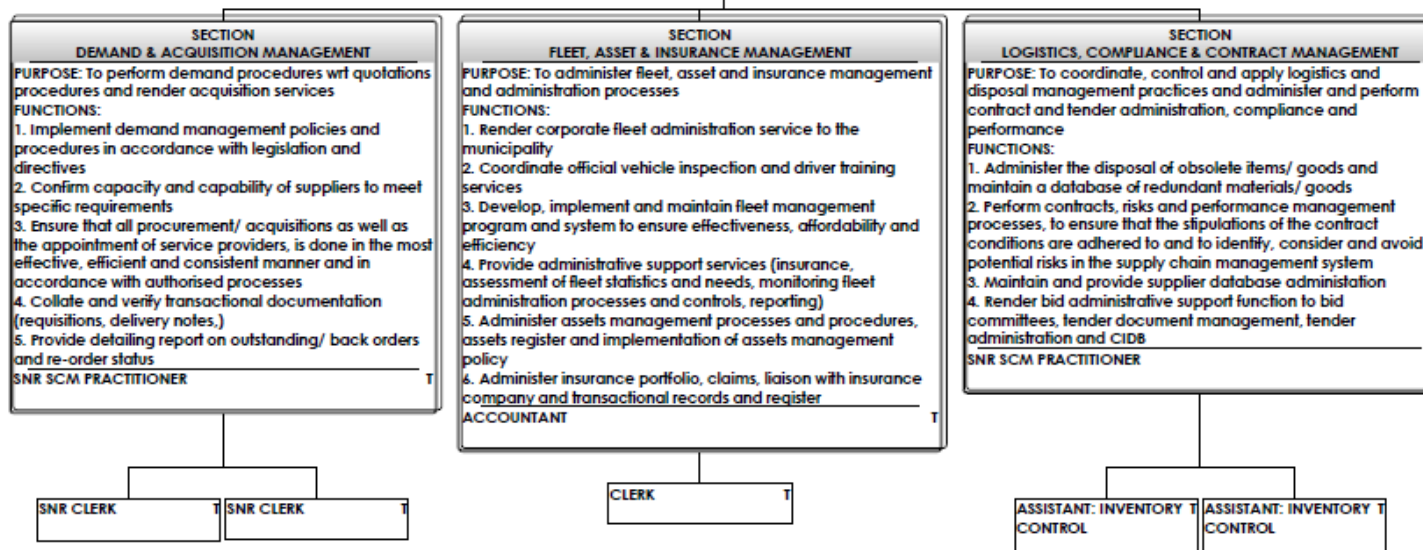 SECTION
DEMAND & ACQUISITION MANAGEMENT
PURPOSE: To perform demand procedures wrt quotations
procedures and render acquisition services
FUNCTIONS:
1. Implement demand management policies and
procedures in accordance with legislation and
directives
2. Confirm capacity and capability of suppliers to meet
specific requirements
3. Ensure that all procurement/ acquisitions as well as
the appointment of service providers, is done in the most
effective, efficient and consistent manner and in
accordance with authorised processes
4. Collate and verify transactional documentation
(requisitions, delivery notes,)
5. Provide detailing report on outstanding/ back orders
and re-order status
SNR SCM PRACTITIONER T
SECTION
FLEET, ASSET & INSURANCE MANAGEMENT
PURPOSE: To administer fleet, asset and insurance management
and administration processes
FUNCTIONS:
1. Render corporate fleet administration service to the
municipality
2. Coordinate official vehicle inspection and driver training
services
3. Develop, implement and maintain fleet management
program and system to ensure effectiveness, affordability and
efficiency
4. Provide administrative support services (insurance,
assessment of fleet statistics and needs, monitoring fleet
administration processes and controls, reporting)
5. Administer assets management processes and procedures,
assets register and implementation of assets management
policy
6. Administer insurance portfolio, claims, liaison with insurance
company and transactional records and register
ACCOUNTANT T
SECTION
LOGISTICS, COMPLIANCE & CONTRACT MANAGEMENT
PURPOSE: To coordinate, control and apply logistics and
disposal management practices and administer and perform
contract and tender administration, compliance and
performance
FUNCTIONS:
1. Administer the disposal of obsolete items/ goods and
maintain a database of redundant materials/ goods
2. Perform contracts, risks and performance management
processes, to ensure that the stipulations of the contract
conditions are adhered to and to identify, consider and avoid
potential risks in the supply chain management system
3. Maintain and provide supplier database administation
4. Render bid administrative support function to bid
committees, tender document management, tender
administration and CIDB
SNR SCM PRACTITIONER
SNR CLERK T
SNR CLERK T
CLERK T
ASSISTANT: INVENTORY T
CONTROL
ASSISTANT: INVENTORY T
CONTROL